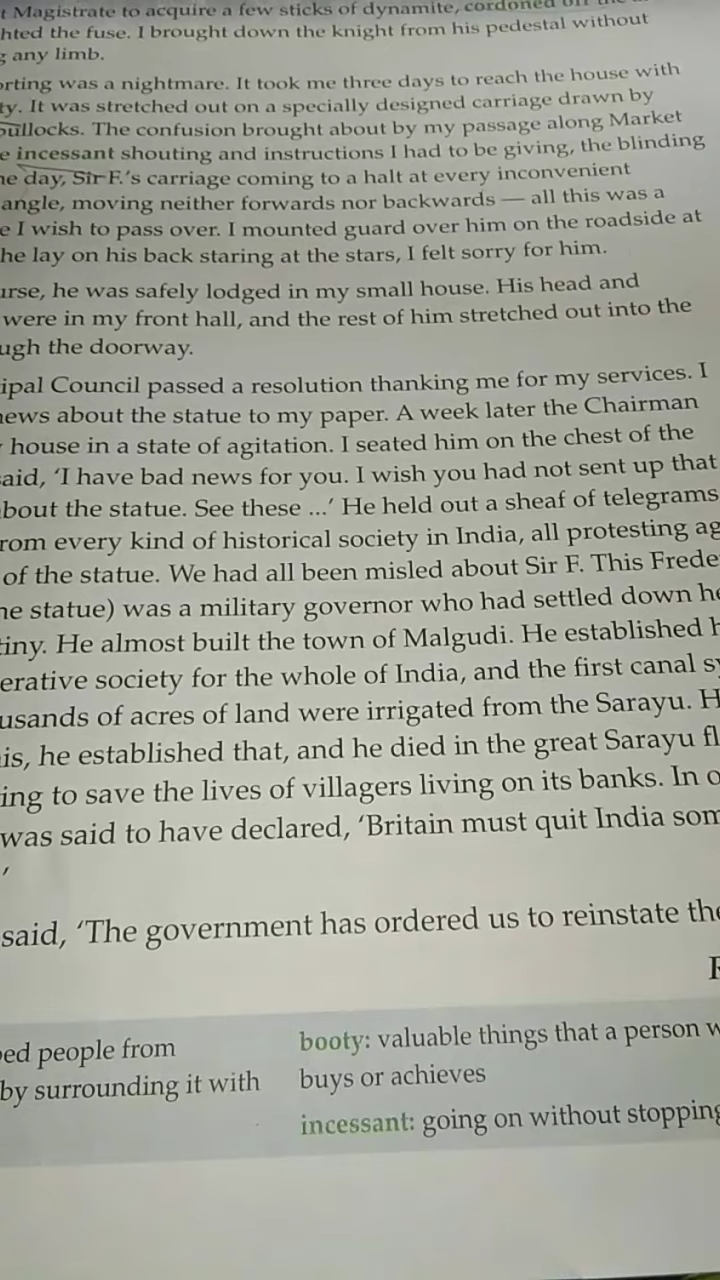 t Magistrate to acquire a few sticks of dynamite, cordoned off the
hted the fuse. I brought down the knight from his pedestal without
g any limb.
orting was a nightmare. It took me three days to reach the house with
ty. It was stretched out on a specially designed carriage drawn by
bullocks. The confusion brought about by my passage along Market
e incessant shouting and instructions I had to be giving, the blinding
he day, Sir F.'s carriage coming to a halt at every inconvenient
angle, moving neither forwards nor backwards — all this was a
e I wish to pass over. I mounted guard over him on the roadside at
he lay on his back staring at the stars, I felt sorry for him.
urse, he was safely lodged in my small house. His head and
were in my front hall, and the rest of him stretched out into the
ugh the doorway.
ipal Council passed a resolution thanking me for my services. I
news about the statue to my paper. A week later the Chairman
house in a state of agitation. I seated him on the chest of the
said, 'I have bad news for you. I wish you had not sent up that
bout the statue. See these ...' He held out a sheaf of telegrams
rom every kind of historical society in India, all protesting ag
of the statue. We had all been misled about Sir F. This Frede
he statue) was a military governor who had settled down he
tiny. He almost built the town of Malgudi. He established h
erative society for the whole of India, and the first canal sy
usands of acres of land were irrigated from the Sarayu. H
is, he established that, and he died in the great Sarayu fl
ing to save the lives of villagers living on its banks. In o
was said to have declared, 'Britain must quit India som
,'
said, 'The government has ordered us to reinstate the
ped people from
by surrounding it with
booty: valuable things that a person w
buys or achieves
incessant: going on without stopping